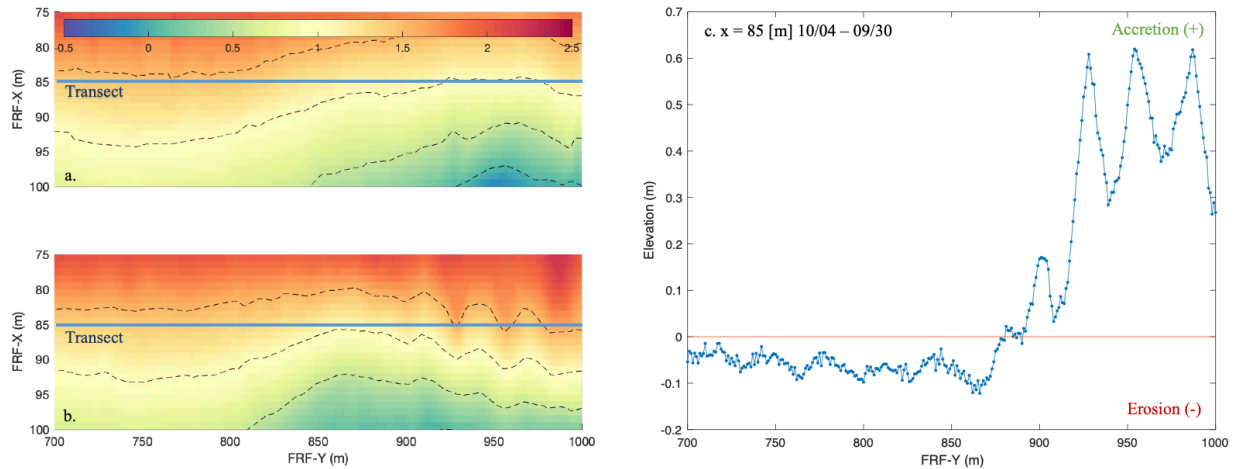 75
-0.5 0 0.5 1 1.5 2 2.5
80
85
Transect
90
95
a.
100
FRF-X (m)
75
80
85
Transect
90
95
b.
100
FRF-X (m)
700 750 800 850 900 950 1000
FRF-Y (m)
0.7
c. x = 85 [m] 10/04 – 09/30
Accretion (+)
0.6
0.5
0.4
0.3
0.2
0.1
0
-0.1
Erosion (-)
-0.2
Elevation (m)
700 750 800 850 900 950 1000
FRF-Y (m)